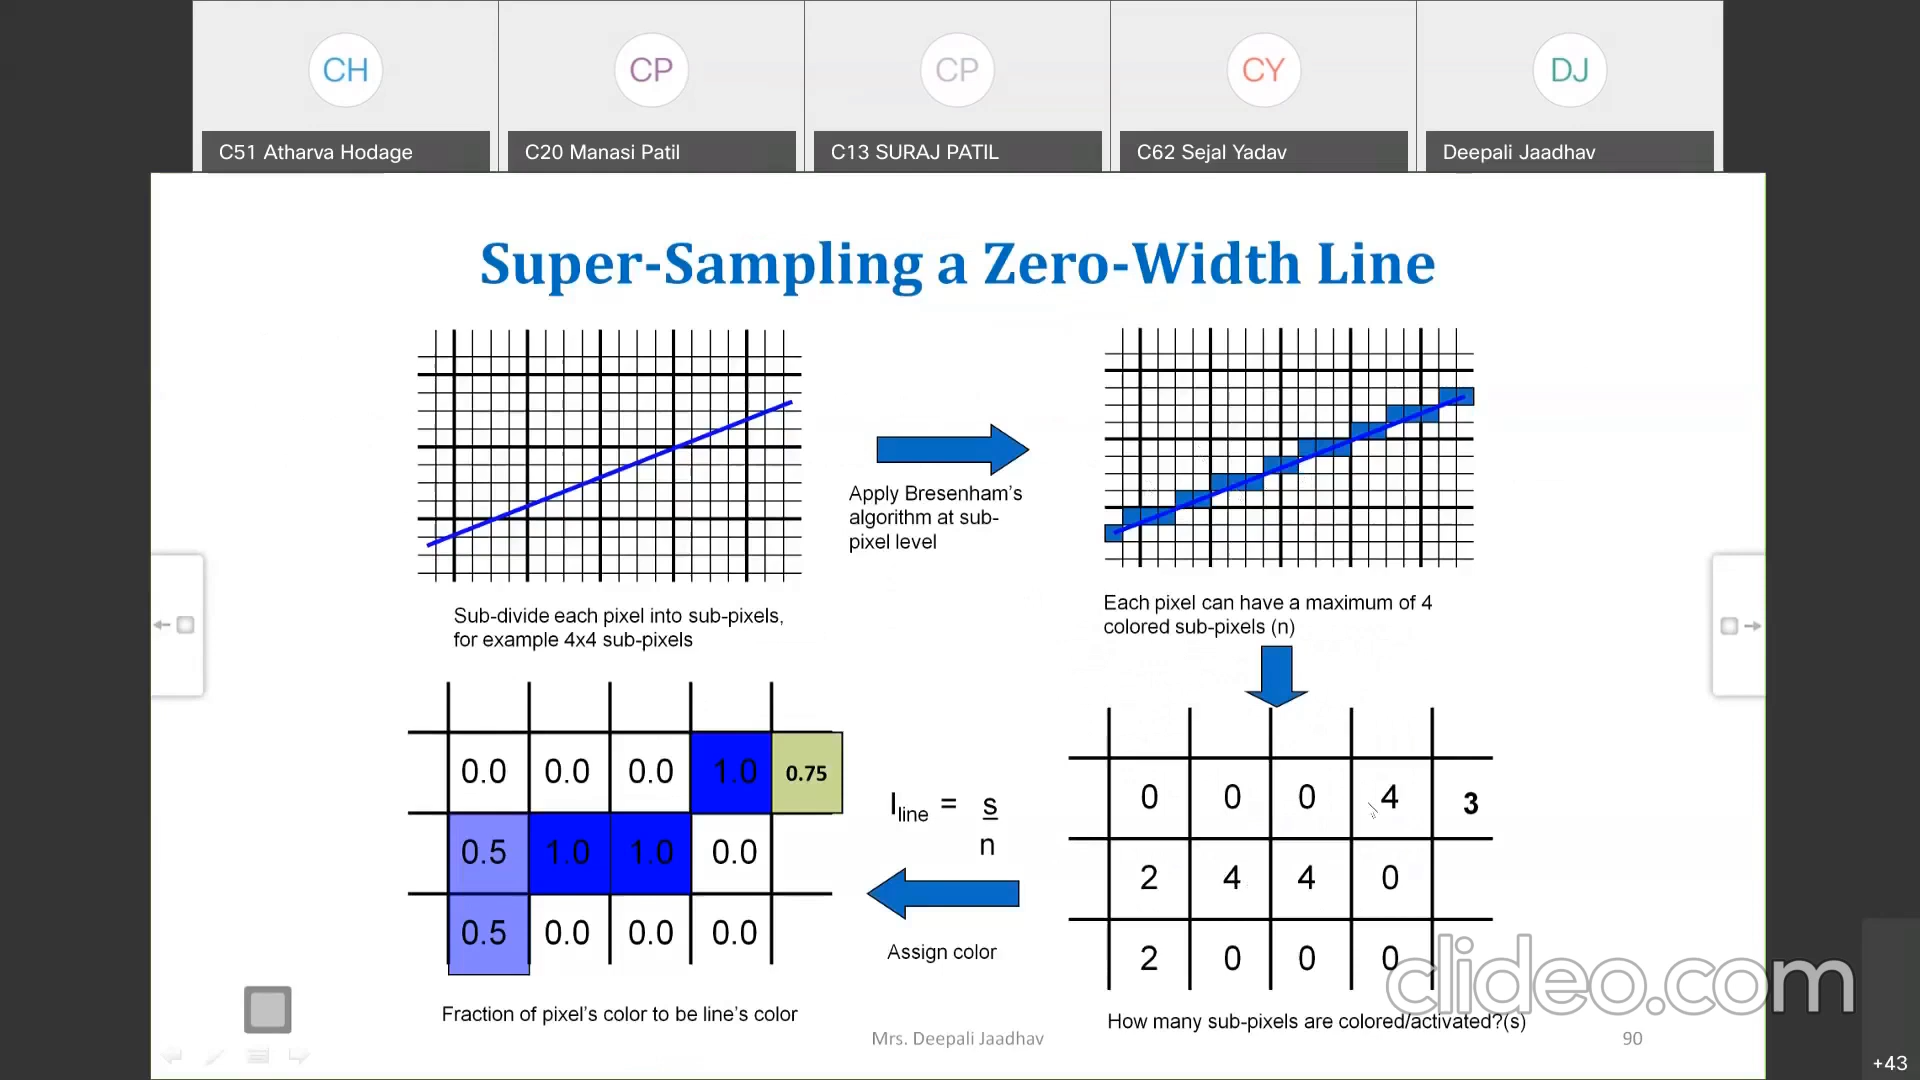 CH
CP
CP
CY
DJ
C51 Atharva Hodage
C20 Manasi Patil
C13 SURAJ PATIL
C62 Sejal Yadav
Deepali Jaadhav
Super-Sampling a Zero-Width Line
Apply Bresenham's
algorithm at sub-
pixel level
Sub-divide each pixel into sub-pixels,
for example 4x4 sub-pixels
Each pixel can have a maximum of 4
colored sub-pixels (n)
0.0 0.0 0.0 1.0 0.75
0.5 1.0 1.0 0.0
0.5 0.0 0.0 0.0
Iline = s
n
Assign color
0 0 0 4 3
2 4 4 0
2 0 0 0
Fraction of pixel's color to be line's color
How many sub-pixels are colored/activated?(s)
Mrs. Deepali Jaadhav
90
clideo.com
+43